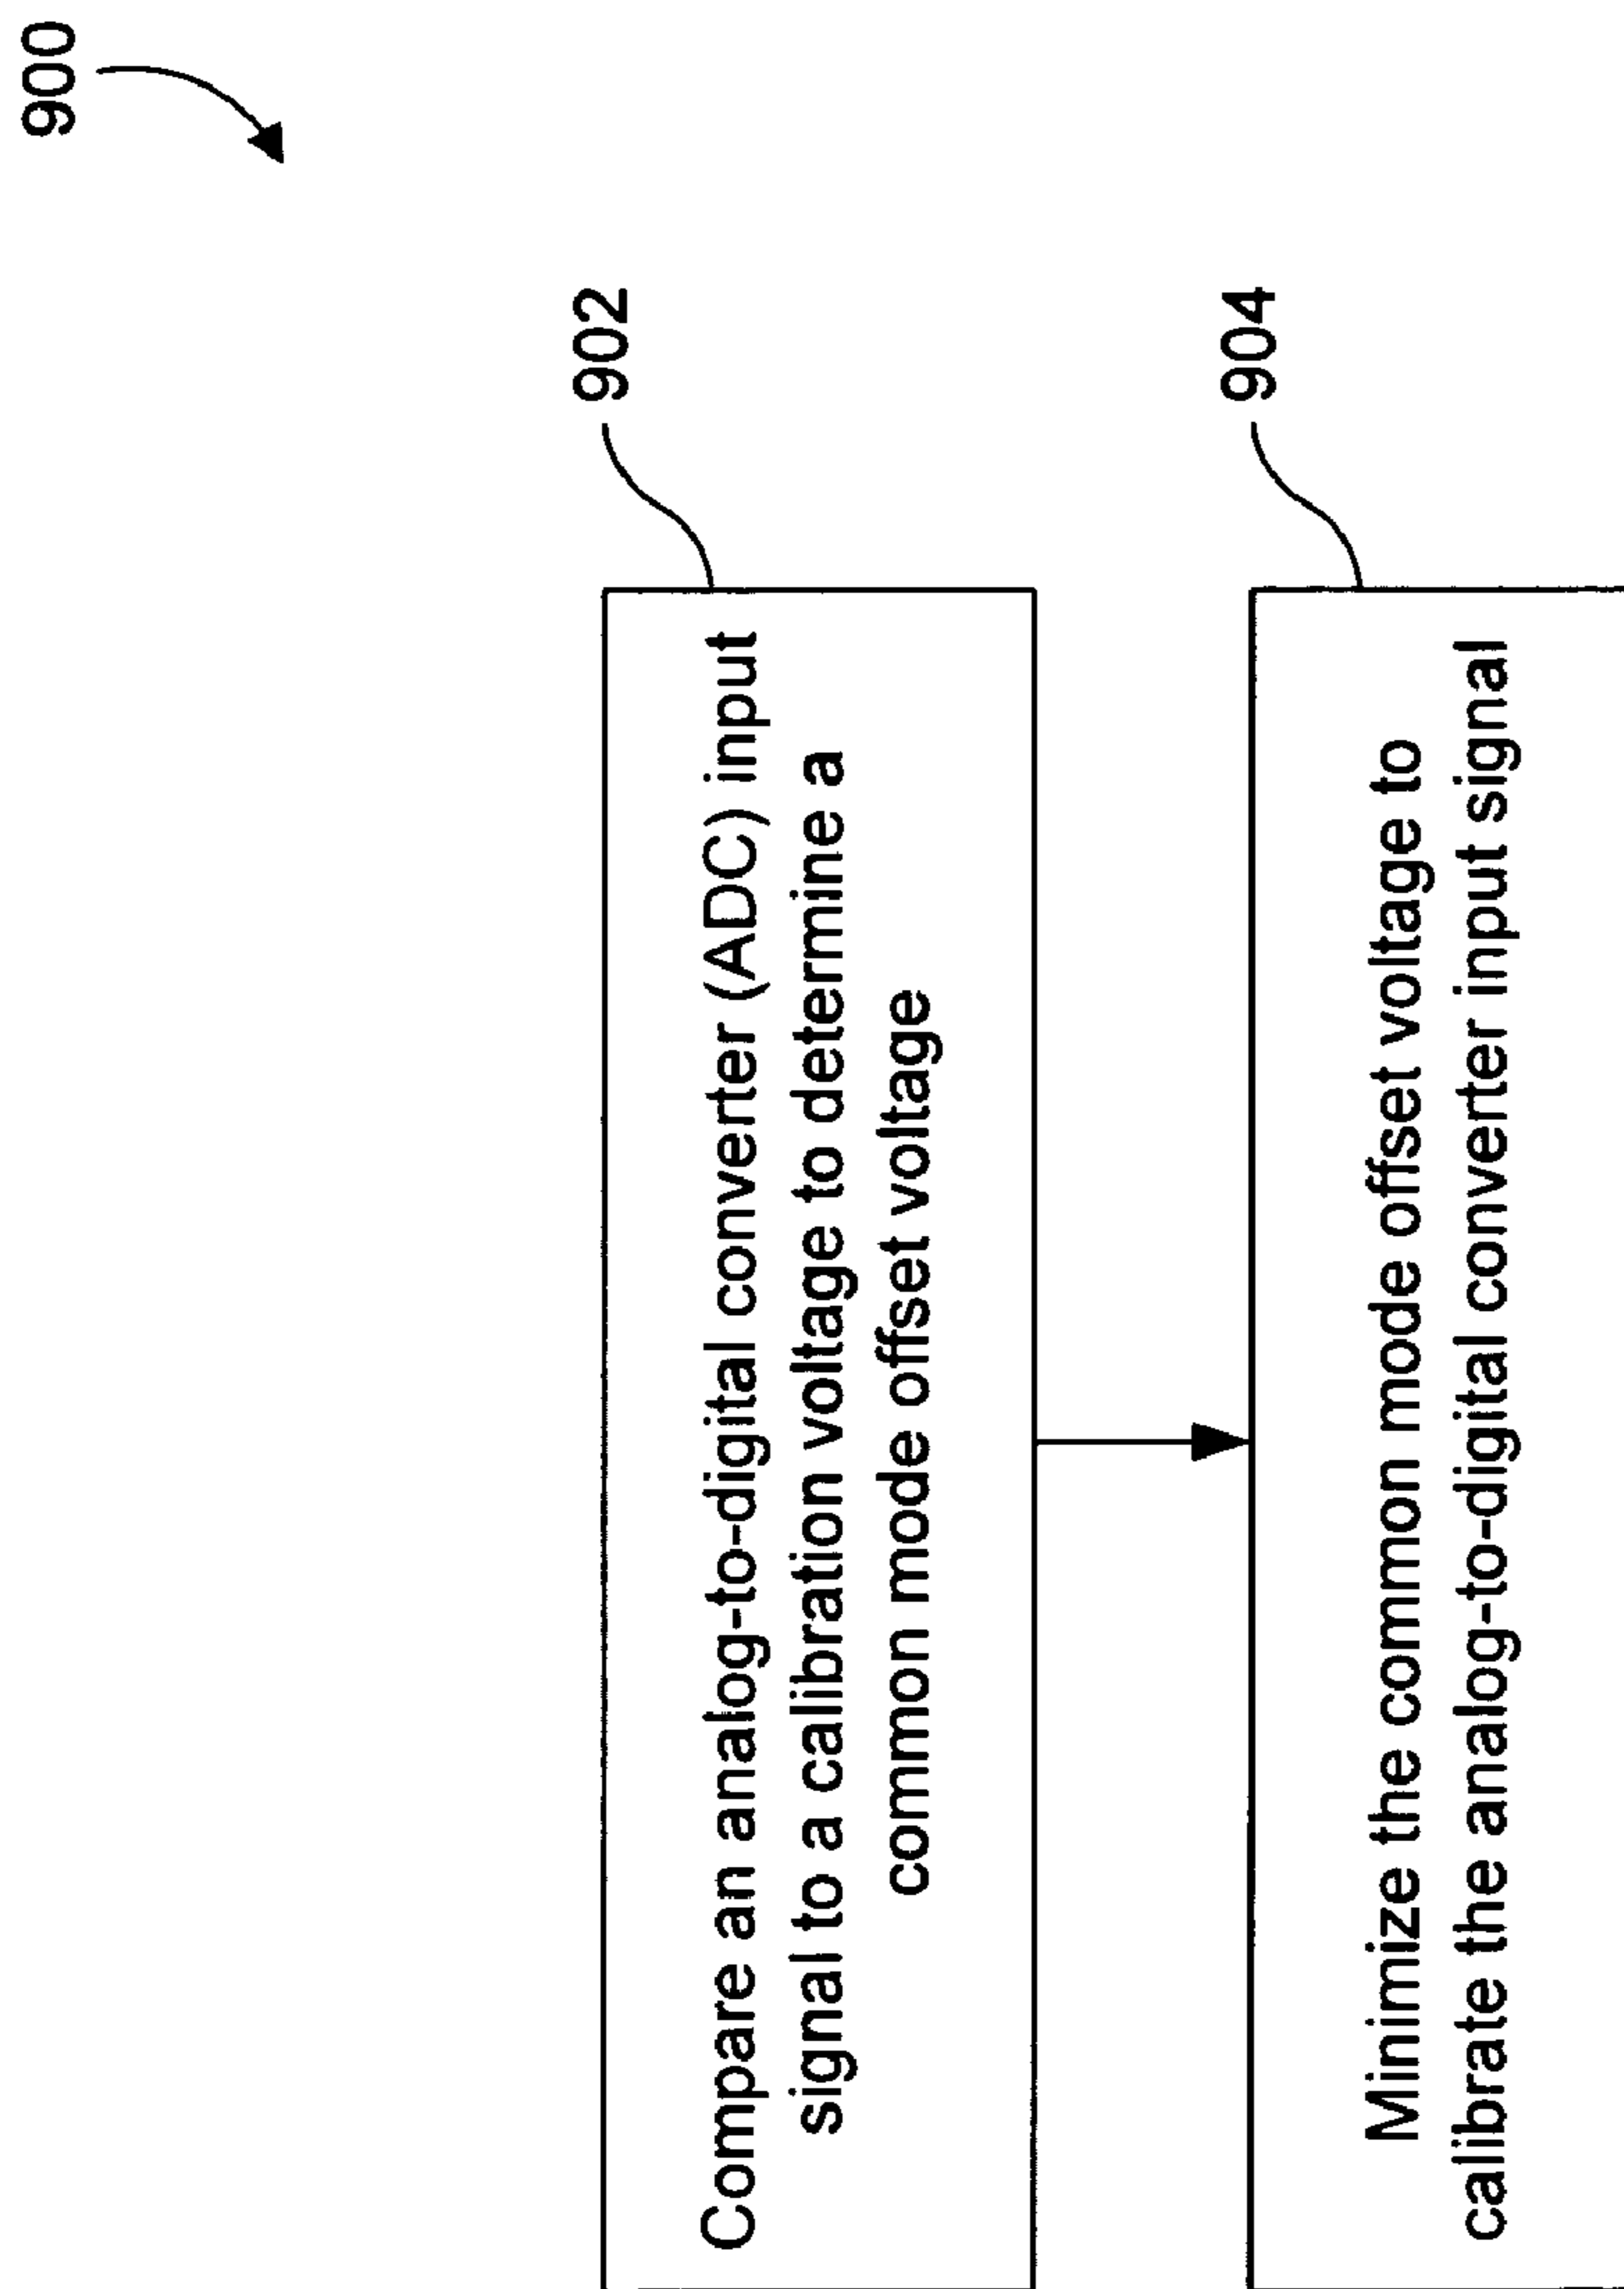 900
902
Compare an analog-to-digital converter (ADC) input
signal to a calibration voltage to determine a
common mode offset voltage
904
Minimize the common mode offset voltage to
calibrate the analog-to-digital converter input signal